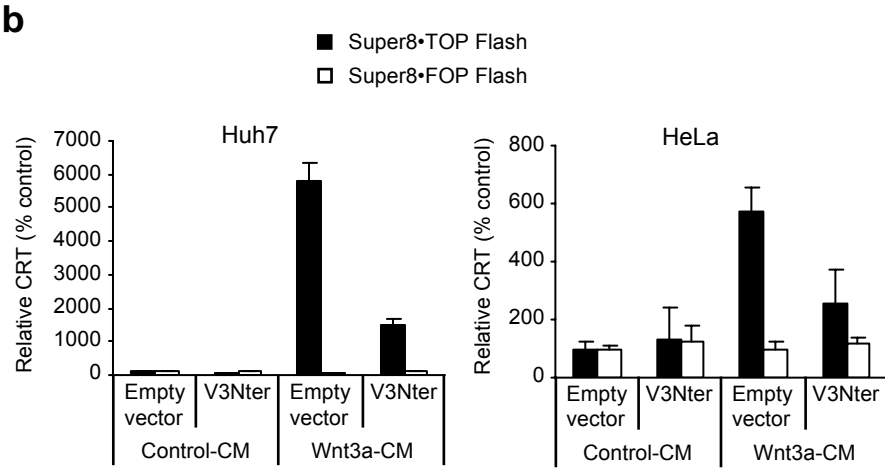 b
Super8•TOP Flash
Super8•FOP Flash
Huh7
Relative CRT (% control)
7000
6000
5000
4000
3000
2000
1000
0
Empty vector
V3Nter
Empty vector
V3Nter
Control-CM
Wnt3a-CM
HeLa
Relative CRT (% control)
800
600
400
200
0
Empty vector
V3Nter
Empty vector
V3Nter
Control-CM
Wnt3a-CM